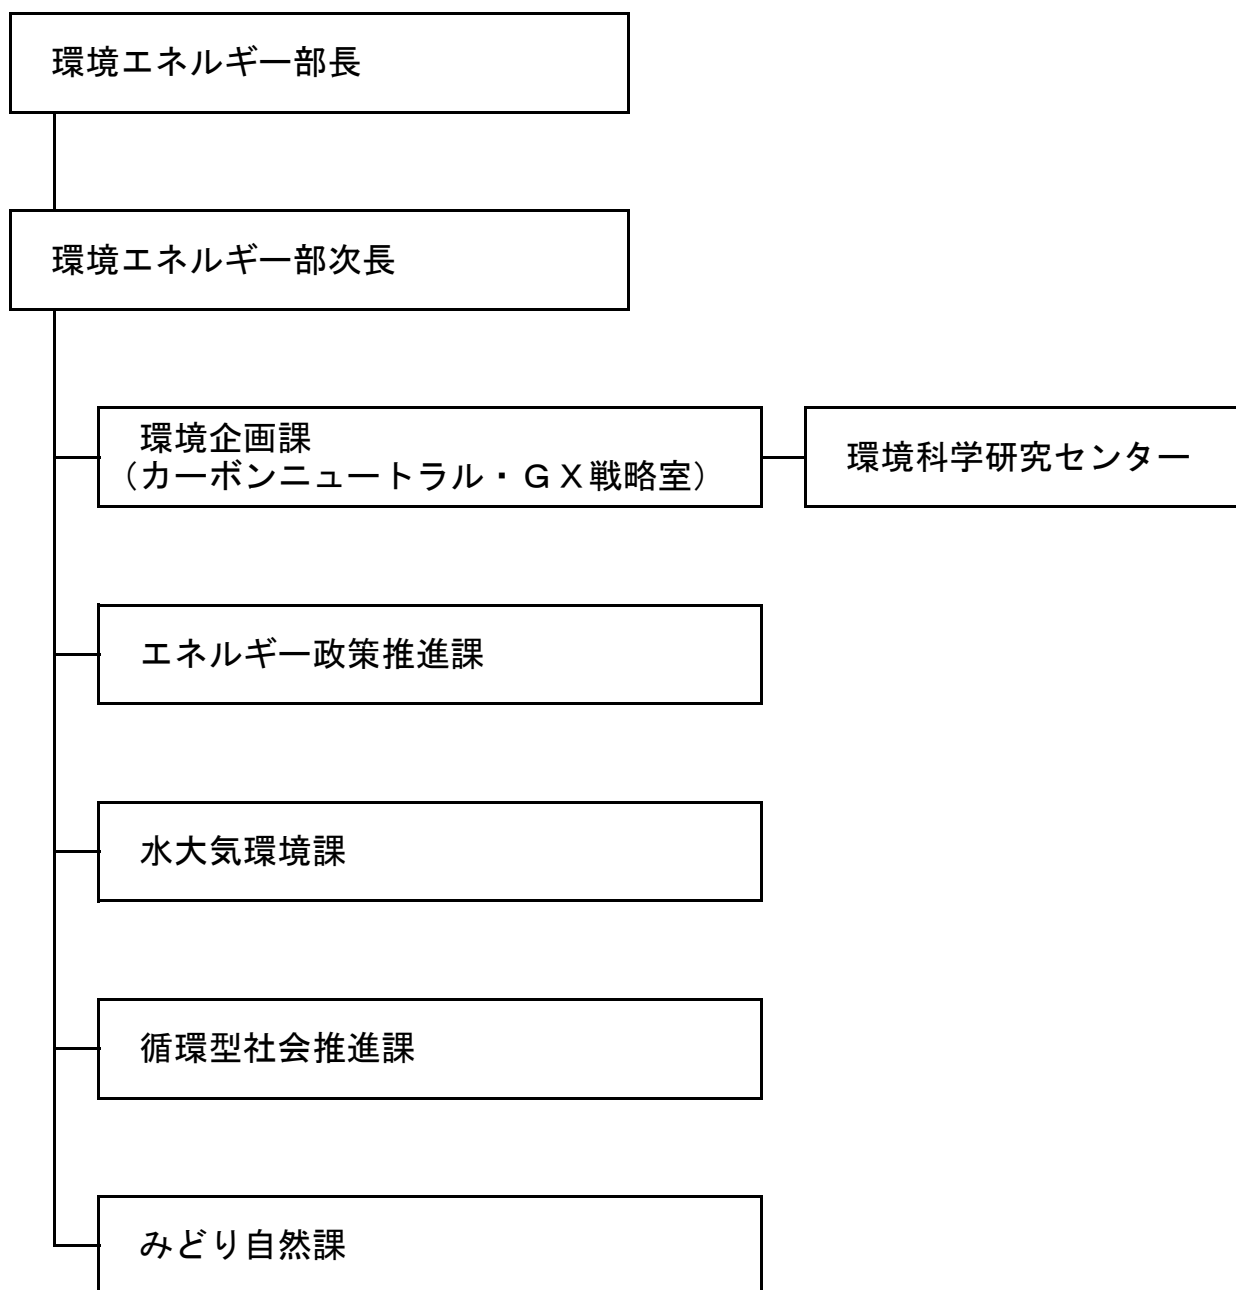 環境エネルギー部長
環境エネルギー部次長
環境企画課
（カーボンニュートラル・ＧＸ戦略室）
環境科学研究センター
エネルギー政策推進課
水大気環境課
循環型社会推進課
みどり自然課